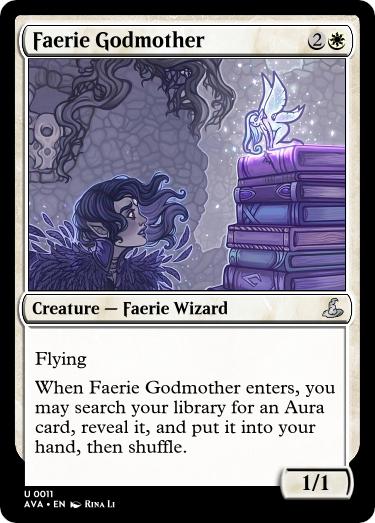 Faerie Godmother 2
Creature — Faerie Wizard
Flying
When Faerie Godmother enters, you
may search your library for an Aura
card, reveal it, and put it into your
hand, then shuffle.
1/1
U 0011
AVA • EN Rina Li